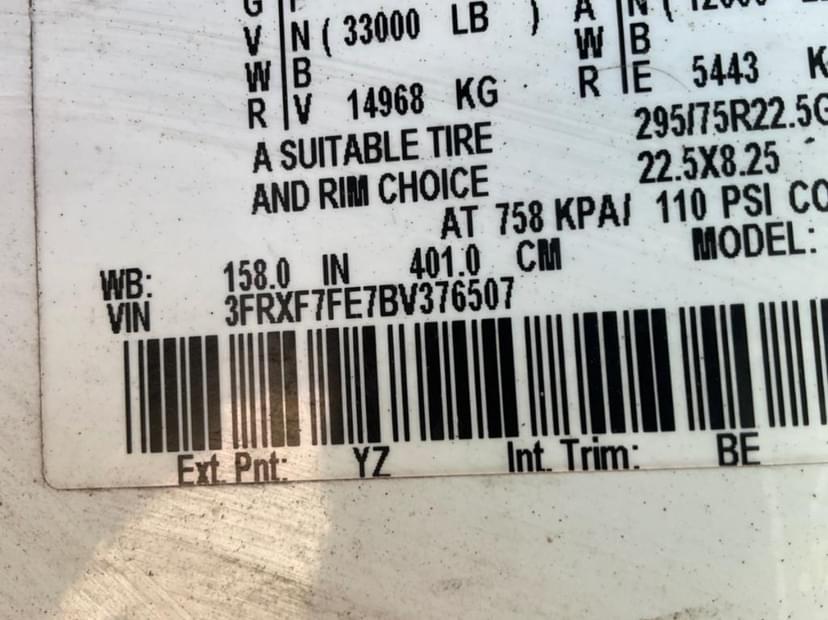 G
V N ( 33000 LB ) A N (
W B W B
R V 14968 KG R E 5443 K
A SUITABLE TIRE 295/75R22.5G
AND RIM CHOICE 22.5X8.25
AT 758 KPA/ 110 PSI CO
WB: 158.0 IN 401.0 CM MODEL:
VIN 3FRXF7FE7BV376507
Ext. Pnt: YZ Int. Trim: BE